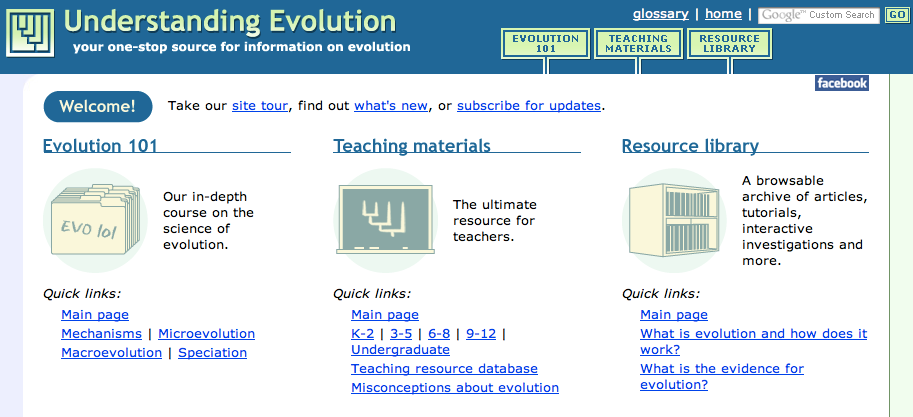 Understanding Evolution
your one-stop source for information on evolution
glossary | home |
Google™ Custom Search
GO
EVOLUTION
101
TEACHING
MATERIALS
RESOURCE
LIBRARY
facebook
Welcome!
Take our site tour, find out what's new, or subscribe for updates.
Evolution 101
EVO 101
Our in-depth
course on the
science of
evolution.
Quick links:
Main page
Mechanisms | Microevolution
Macroevolution | Speciation
Teaching materials
The ultimate
resource for
teachers.
Quick links:
Main page
K-2 | 3-5 | 6-8 | 9-12 |
Undergraduate
Teaching resource database
Misconceptions about evolution
Resource library
A browsable
archive of articles,
tutorials,
interactive
investigations and
more.
Quick links:
Main page
What is evolution and how does it
work?
What is the evidence for
evolution?